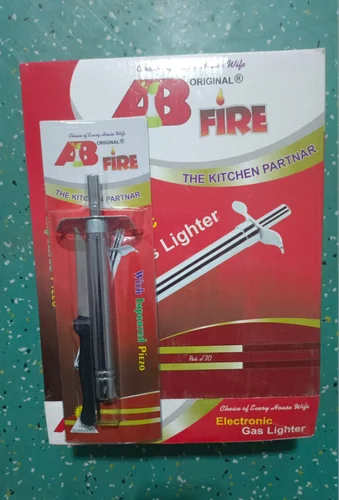 Choice of Every House Wife
ORIGINAL®
AB FIRE
THE KITCHEN PARTNAR
Gas Lighter
Pack of 10
Choice of Every House Wife
Electronic
Gas Lighter
Choice of Every House Wife
ORIGINAL®
AB FIRE
THE KITCHEN PARTNAR
With Impourd Piezo